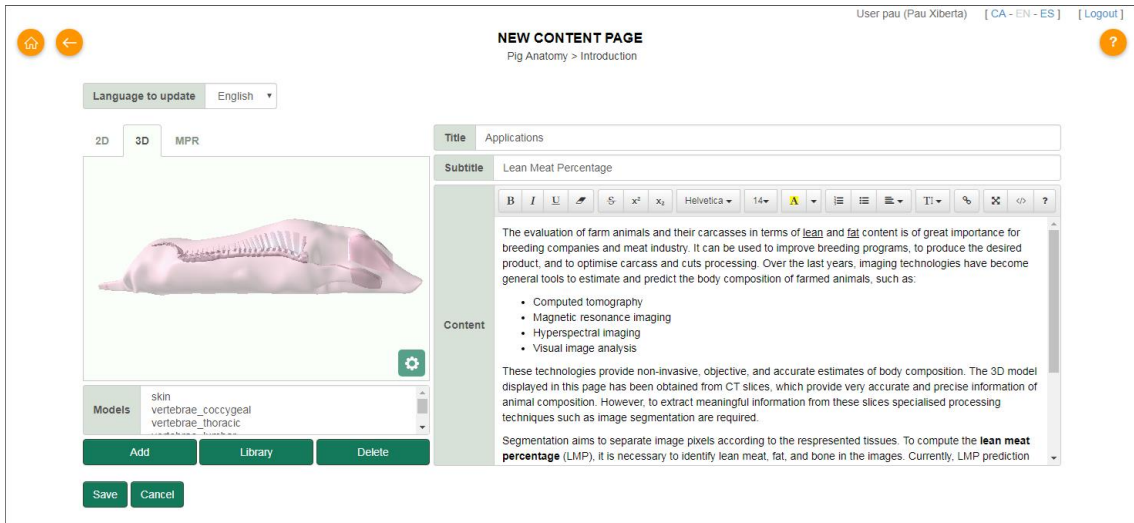 User pau (Pau Xiberta) [ CA - EN - ES ] [ Logout ]
NEW CONTENT PAGE
Pig Anatomy > Introduction
?
Language to update English
2D 3D MPR
Title Applications
Subtitle Lean Meat Percentage
B I U S x² x₂ Helvetica 14 A TI </> ?
The evaluation of farm animals and their carcasses in terms of lean and fat content is of great importance for
breeding companies and meat industry. It can be used to improve breeding programs, to produce the desired
product, and to optimise carcass and cuts processing. Over the last years, imaging technologies have become
general tools to estimate and predict the body composition of farmed animals, such as:
• Computed tomography
• Magnetic resonance imaging
• Hyperspectral imaging
• Visual image analysis
Content
These technologies provide non-invasive, objective, and accurate estimates of body composition. The 3D model
displayed in this page has been obtained from CT slices, which provide very accurate and precise information of
animal composition. However, to extract meaningful information from these slices specialised processing
techniques such as image segmentation are required.
Segmentation aims to separate image pixels according to the respresented tissues. To compute the lean meat
percentage (LMP), it is necessary to identify lean meat, fat, and bone in the images. Currently, LMP prediction
Models
skin
vertebrae_coccygeal
vertebrae_thoracic
Add Library Delete
Save Cancel